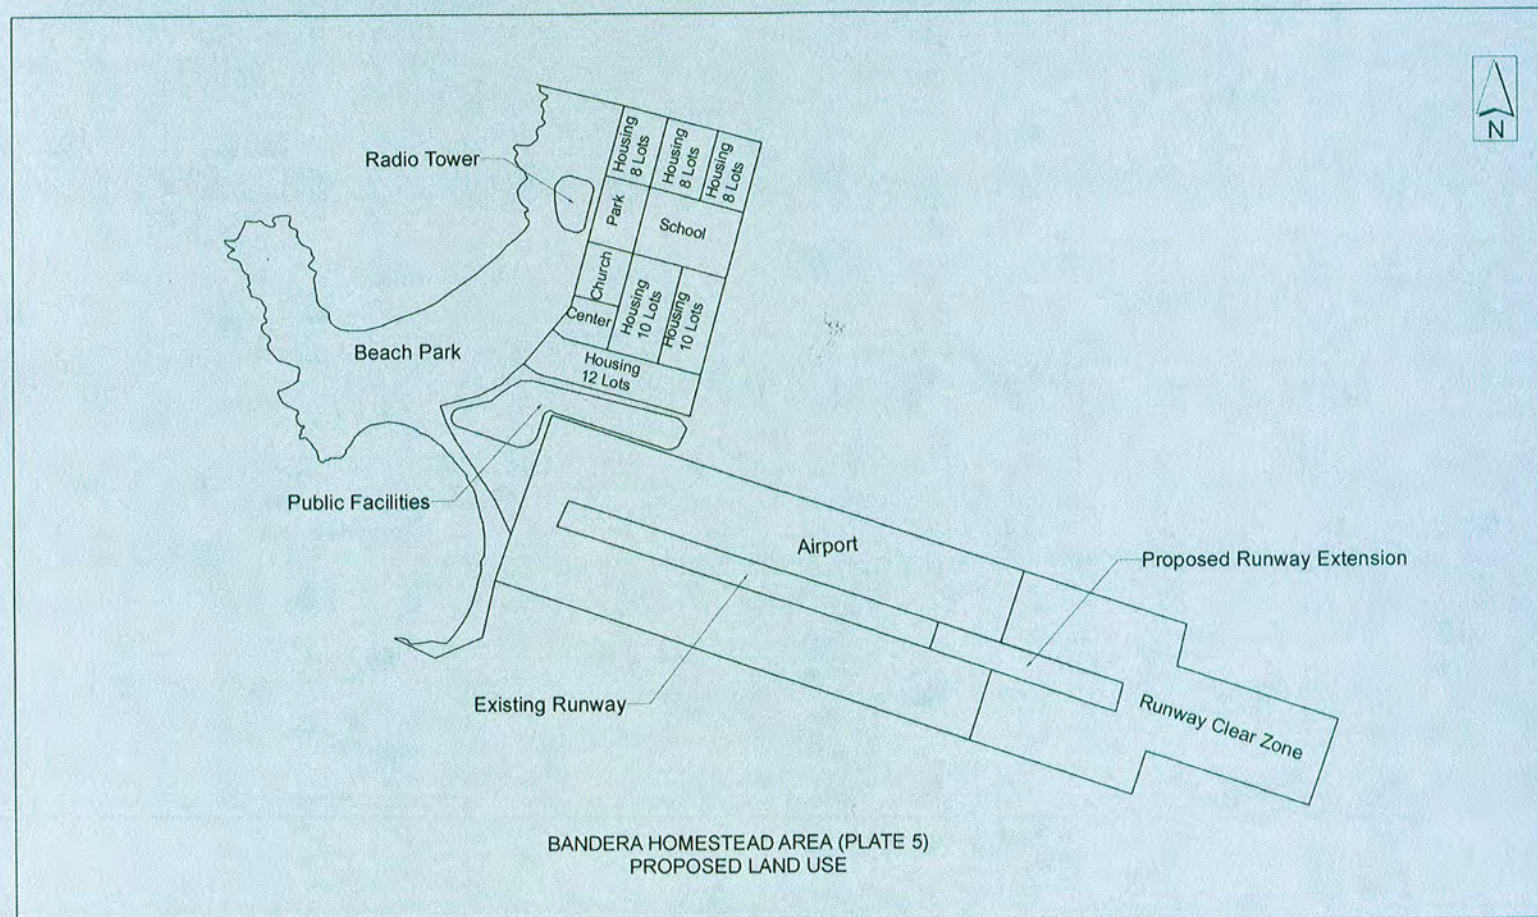 N
Radio Tower
Housing
8 Lots
Housing
8 Lots
Housing
8 Lots
Park
School
Church
Center
Housing
10 Lots
Housing
10 Lots
Housing
12 Lots
Beach Park
Public Facilities
Airport
Proposed Runway Extension
Existing Runway
Runway Clear Zone
BANDERA HOMESTEAD AREA (PLATE 5)
PROPOSED LAND USE